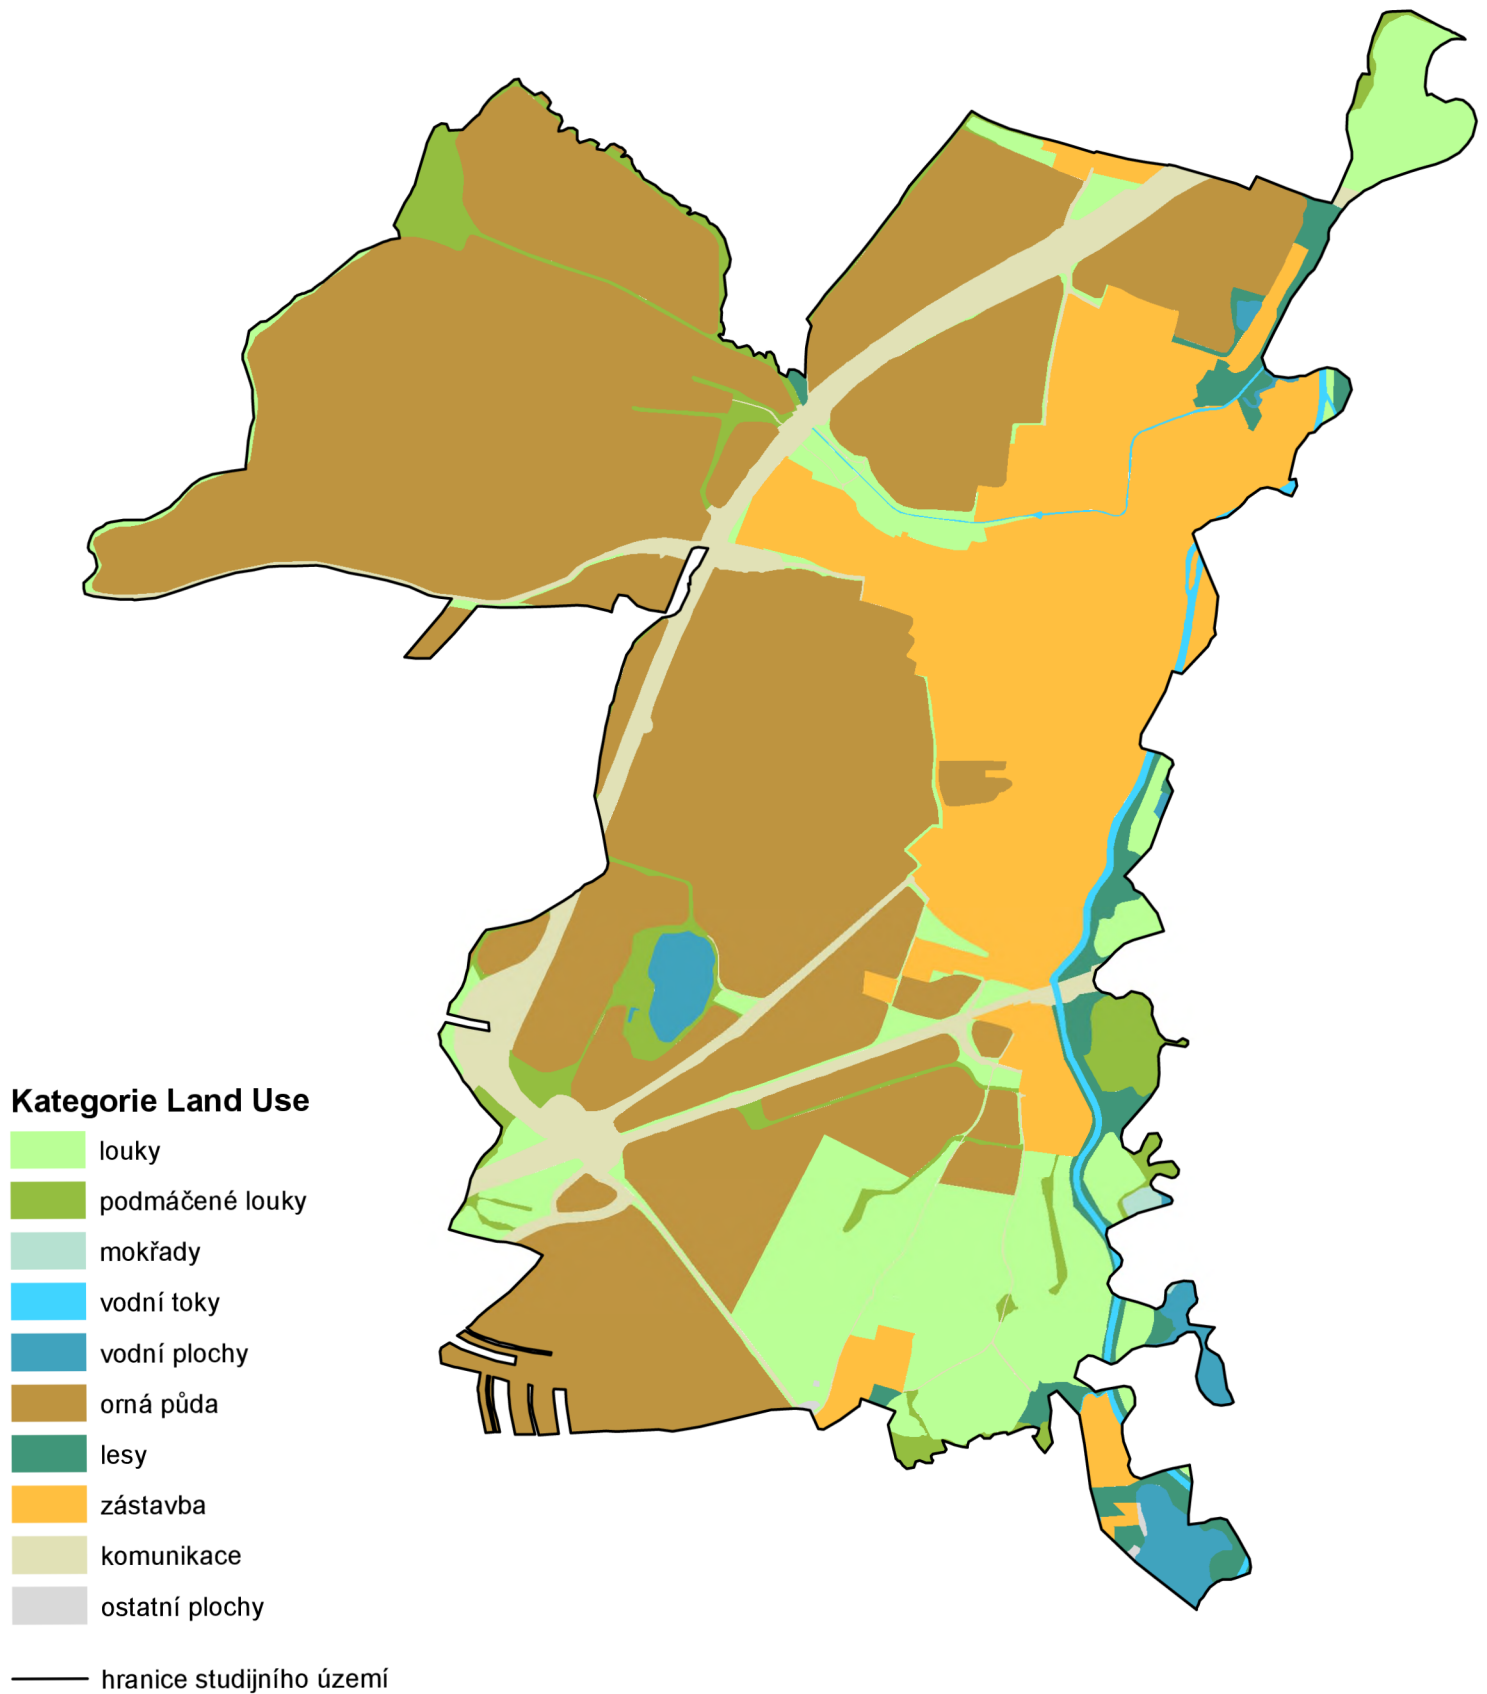 Kategorie Land Use
louky
podmáčené louky
mokřady
vodní toky
vodní plochy
orná půda
lesy
zástavba
komunikace
ostatní plochy
hranice studijního území